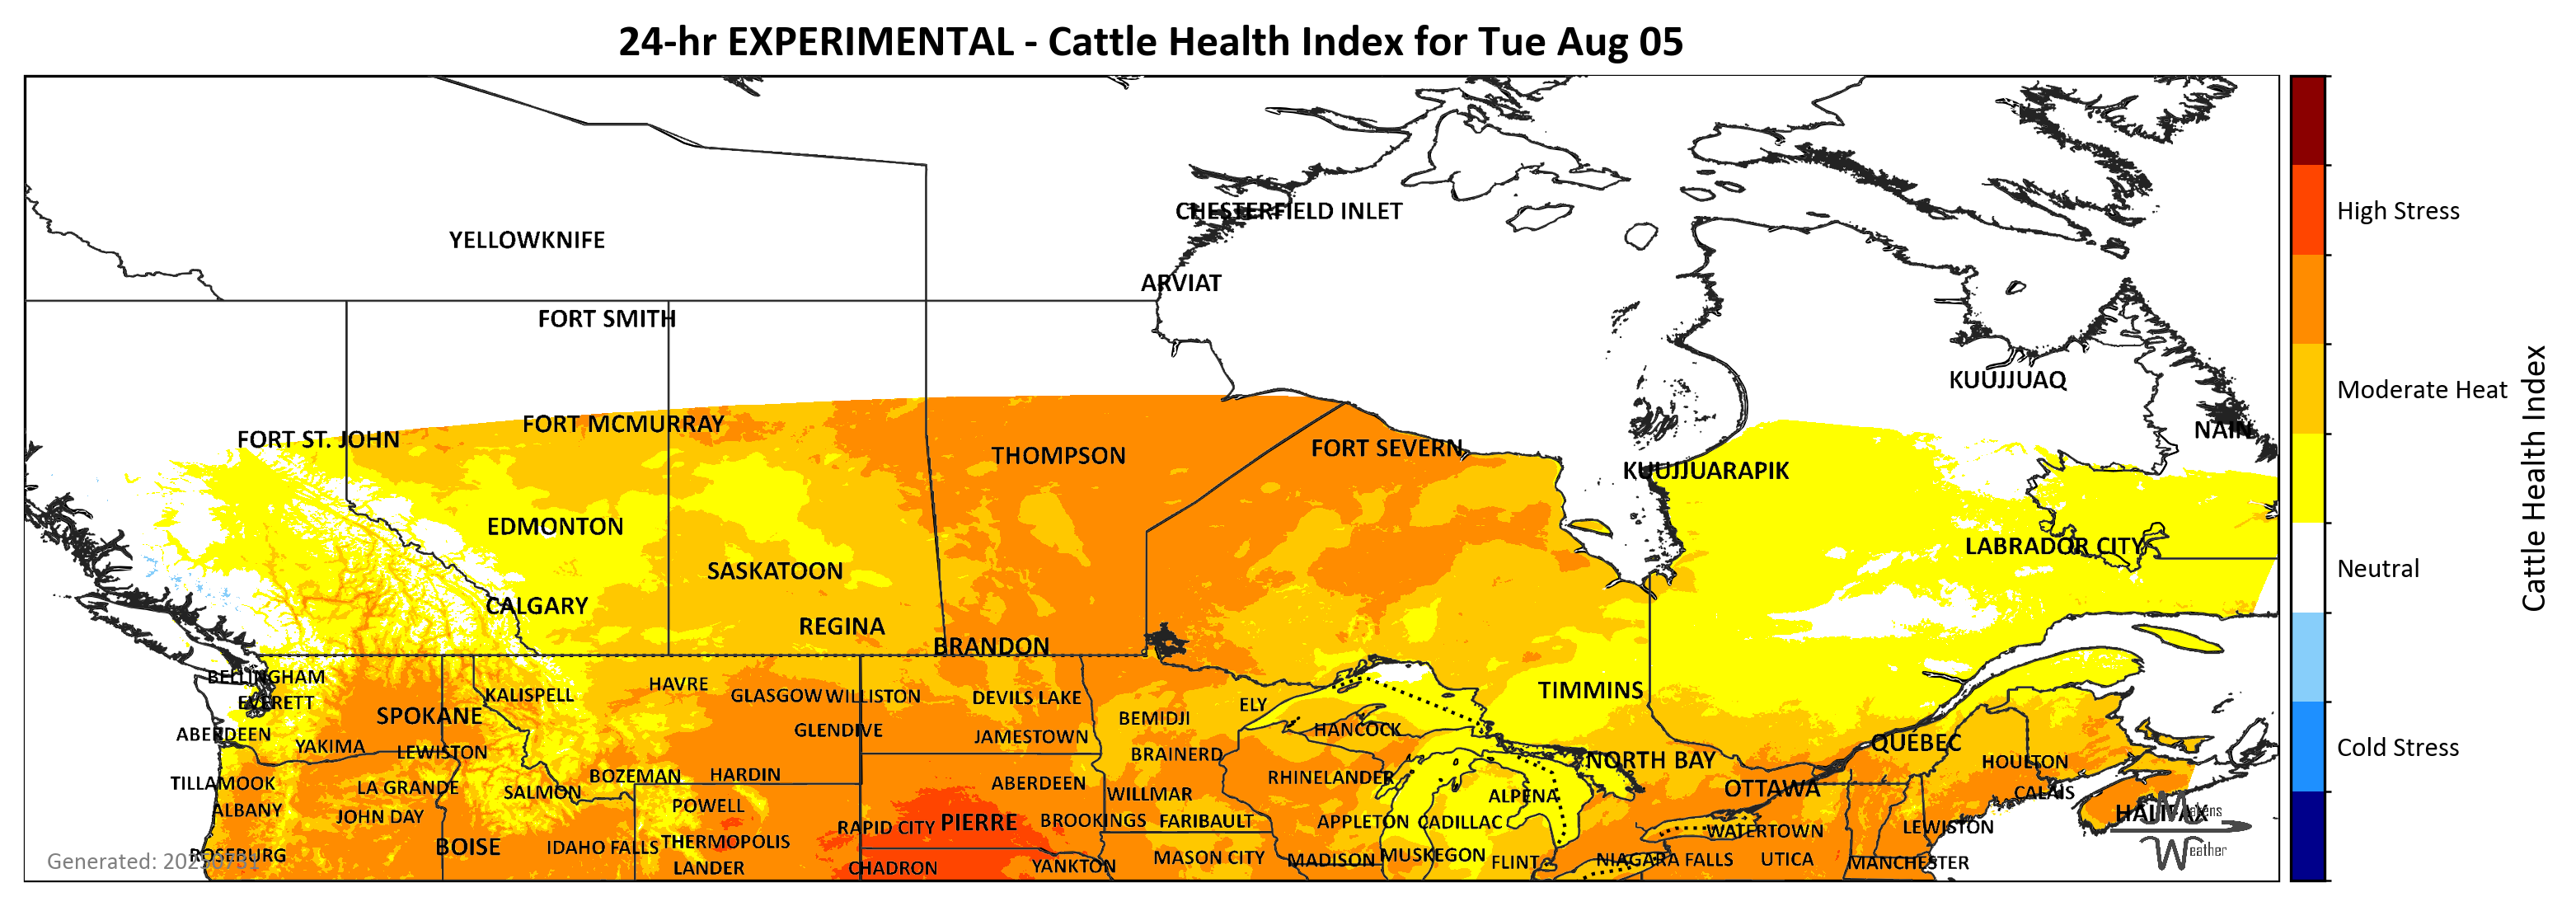 24-hr EXPERIMENTAL - Cattle Health Index for Tue Aug 05
CHESTERFIELD INLET
YELLOWKNIFE
ARVIAT
FORT SMITH
KUUJJUAQ
FORT MCMURRAY
NAIN
FORT ST. JOHN
FORT SEVERN
THOMPSON
KUUJJUARAPIK
EDMONTON
LABRADOR CITY
SASKATOON
CALGARY
REGINA
BRANDON
BELLINGHAM
HAVRE
KALISPELL
GLASGOW
WILLISTON
DEVILS LAKE
TIMMINS
EVERETT
ELY
SPOKANE
BEMIDJI
GLENDIVE
HANCOCK
ABERDEEN
JAMESTOWN
QUEBEC
YAKIMA
LEWISTON
BRAINERD
NORTH BAY
HOULTON
BOZEMAN
HARDIN
RHINELANDER
TILLAMOOK
LA GRANDE
SALMON
ABERDEEN
OTTAWA
CALAIS
WILLMAR
ALPENA
ALBANY
JOHN DAY
POWELL
HALIFAX
RAPID CITY
PIERRE
BROOKINGS
FARIBAULT
APPLETON
CADILLAC
WATERTOWN
LEWISTON
BOISE
IDAHO FALLS
THERMOPOLIS
ROSEBURG
MASON CITY
MADISON
MUSKEGON
FLINT
NIAGARA FALLS
UTICA
MANCHESTER
LANDER
CHADRON
YANKTON
Generated: 20250731
Makens
Weather
High Stress
Moderate Heat
Neutral
Cold Stress
Cattle Health Index